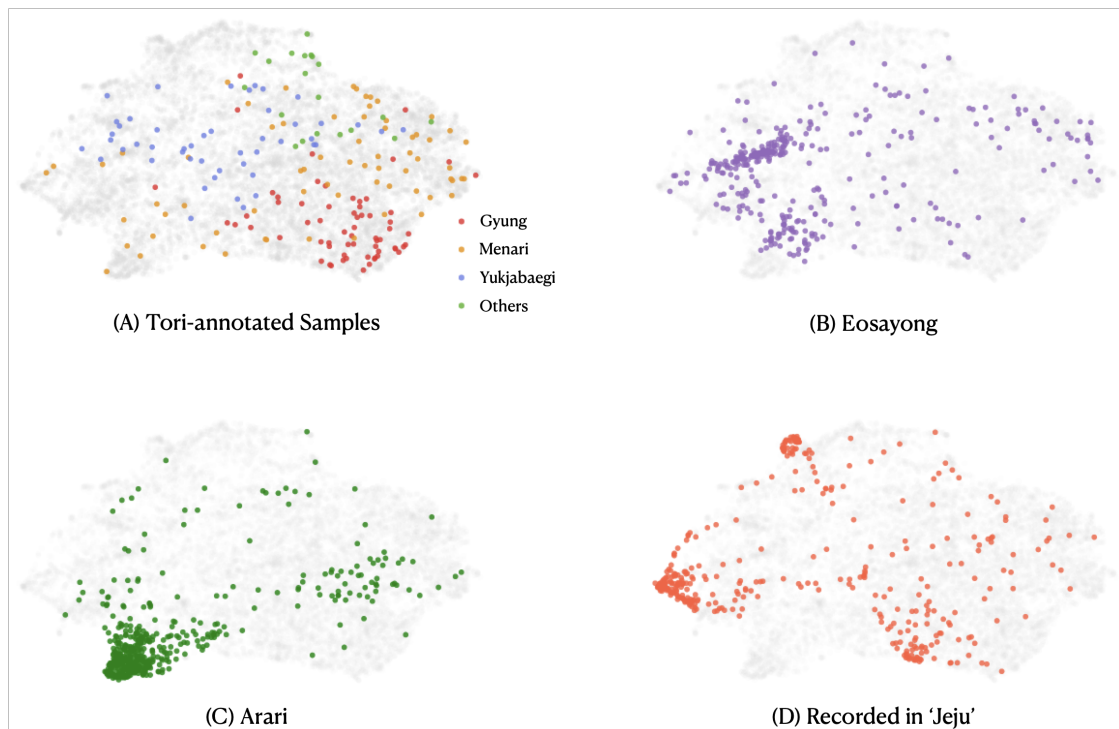 Gyung
Menari
Yukjabaegi
Others
(A) Tori-annotated Samples
(B) Eosayong
(C) Arari
(D) Recorded in ‘Jeju’